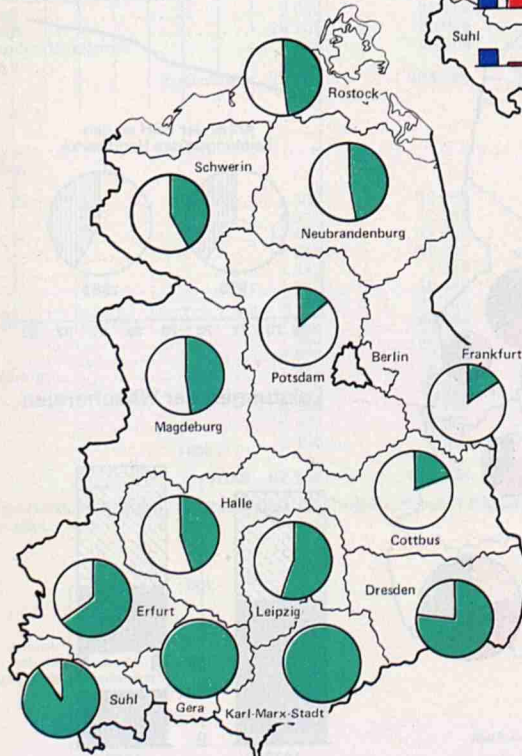 Suhl
Rostock
Schwerin
Neubrandenburg
Potsdam
Berlin
Frankfurt
Magdeburg
Halle
Cottbus
Erfurt
Leipzig
Dresden
Suhl
Gera
Karl-Marx-Stadt